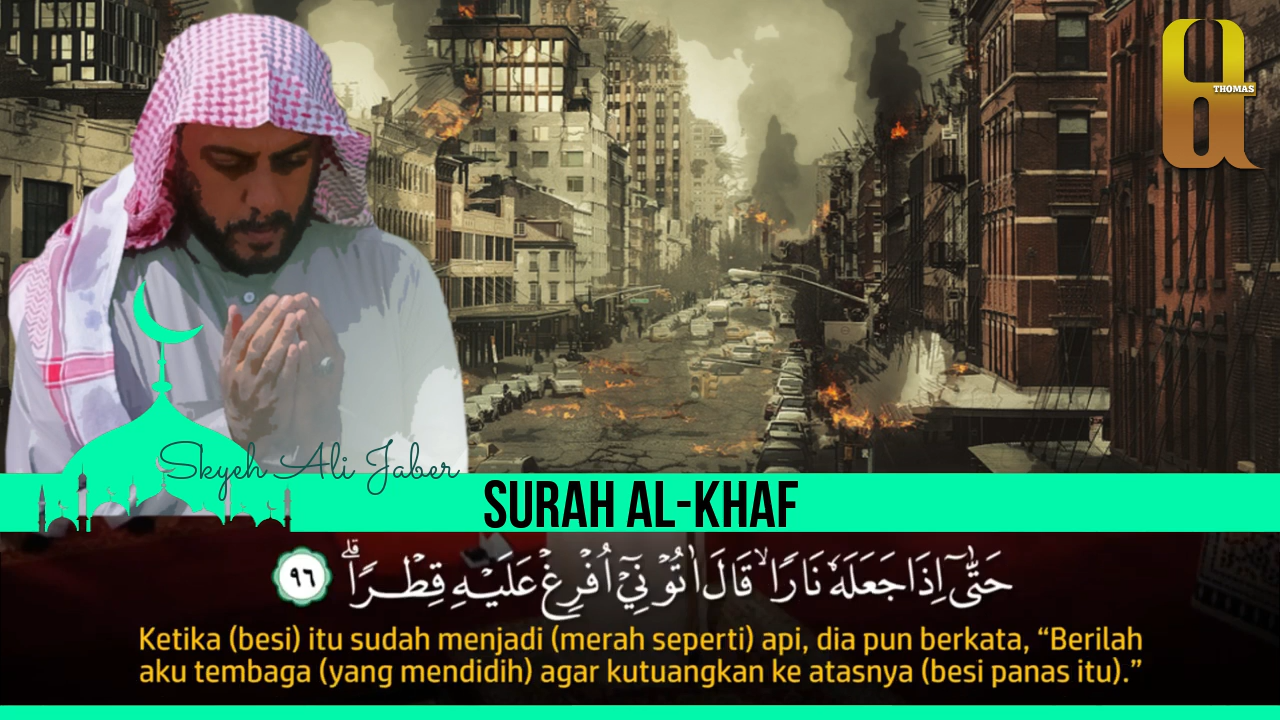 THOMAS
Skyeh Ali Jaber
SURAH AL-KHAF
حَتّٰىٓ اِذَا جَعَلَهٗ نَارًاۙ قَالَ اٰتُوْنِيْٓ اُفْرِغْ عَلَيْهِ قِطْرًاۗ ٩٦
Ketika (besi) itu sudah menjadi (merah seperti) api, dia pun berkata, “Berilah
aku tembaga (yang mendidih) agar kutuangkan ke atasnya (besi panas itu).”